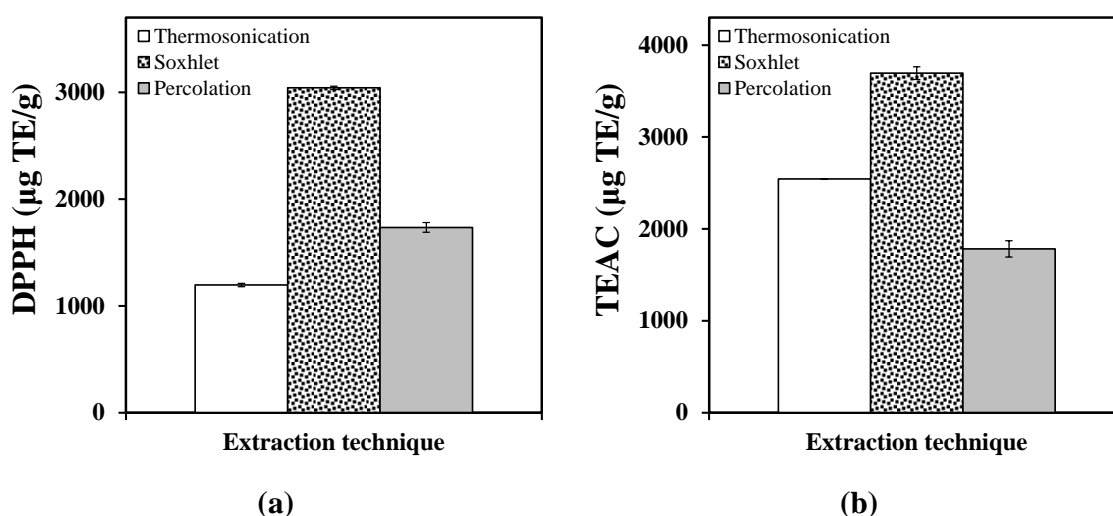 DPPH (µg TE/g)
3000
2000
1000
0
Thermosonication
Soxhlet
Percolation
Extraction technique
(a)
TEAC (µg TE/g)
4000
3000
2000
1000
0
Thermosonication
Soxhlet
Percolation
Extraction technique
(b)